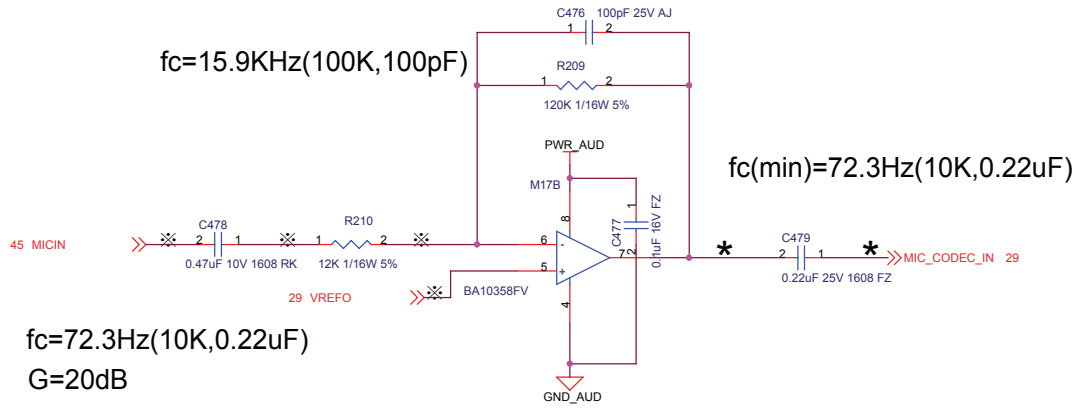 C476 100pF 25V AJ
1 2
fc=15.9KHz(100K,100pF)
R209
1 2
120K 1/16W 5%
PWR_AUD
fc(min)=72.3Hz(10K,0.22uF)
M17B
8
1
C477
2
0.1uF 16V FZ
C478
R210
45 MICIN
※ 2 1 ※ 1 2 ※
6 -
0.47uF 10V 1608 RK
12K 1/16W 5%
5 +
7
* 2 1 *
C479
MIC_CODEC_IN 29
0.22uF 25V 1608 FZ
29 VREFO
※
BA10358FV
4
fc=72.3Hz(10K,0.22uF)
G=20dB
GND_AUD